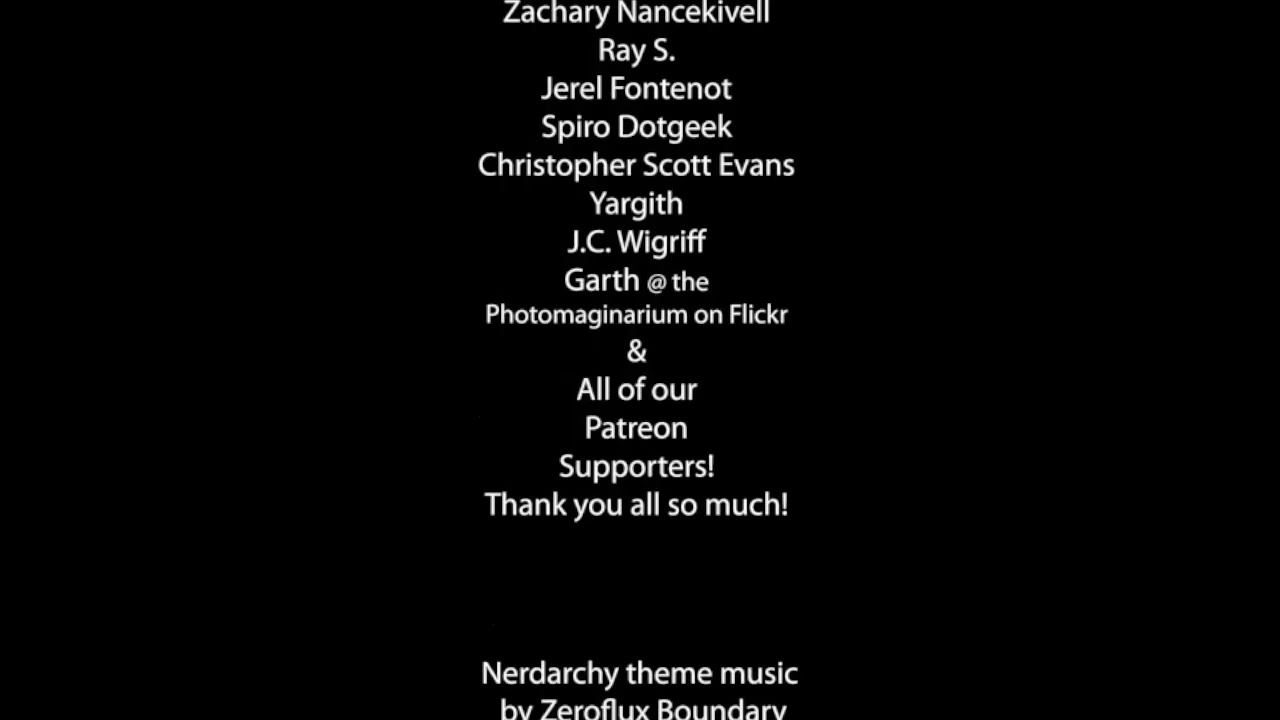 Zachary Nancekivell
Ray S.
Jerel Fontenot
Spiro Dotgeek
Christopher Scott Evans
Yargith
J.C. Wigriff
Garth @ the
Photomaginarium on Flickr
&
All of our
Patreon
Supporters!
Thank you all so much!
Nerdarchy theme music
by Zeroflux Boundary